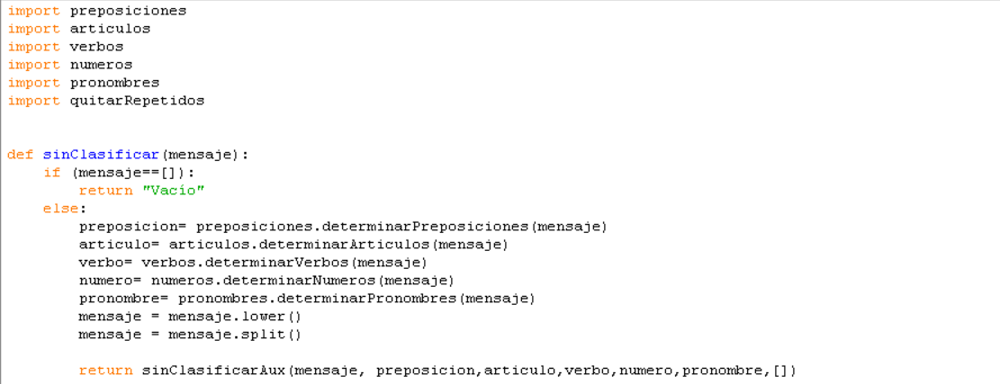 import preposiciones
import articulos
import verbos
import numeros
import pronombres
import quitarRepetidos
def sinClasificar(mensaje):
    if (mensaje==[]):
        return "Vacío"
    else:
        preposicion= preposiciones.determinarPreposiciones(mensaje)
        articulo= articulos.determinarArticulos(mensaje)
        verbo= verbos.determinarVerbos(mensaje)
        numero= numeros.determinarNumeros(mensaje)
        pronombre= pronombres.determinarPronombres(mensaje)
        mensaje = mensaje.lower()
        mensaje = mensaje.split()
        return sinClasificarAux(mensaje, preposicion,articulo,verbo,numero,pronombre,[])